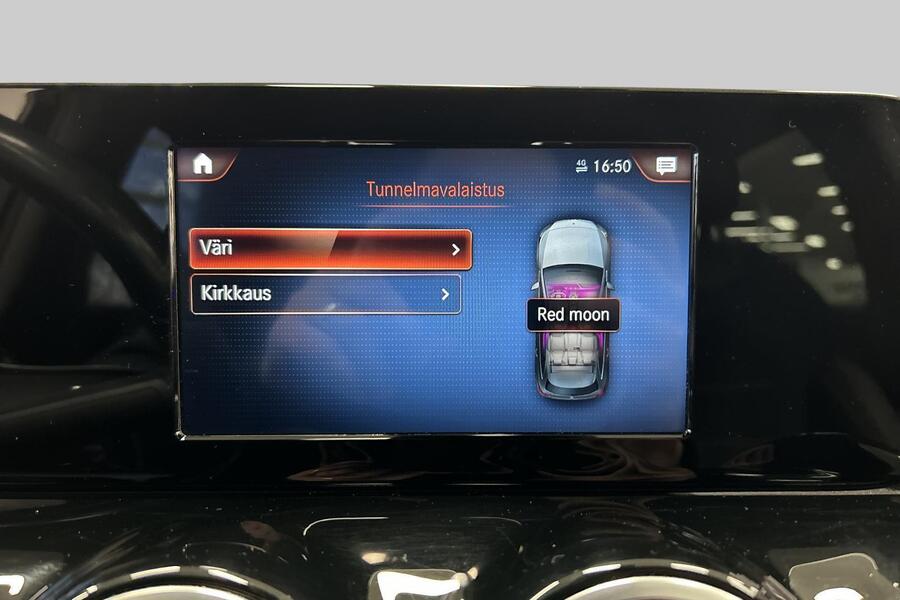 4G 16:50
Tunnelmavalaistus
Väri
Kirkkaus
Red moon